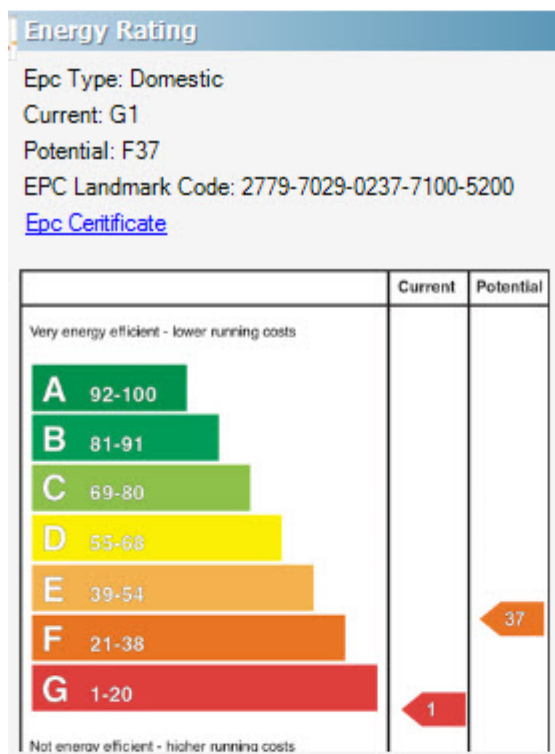 Energy Rating
Epc Type: Domestic
Current: G1
Potential: F37
EPC Landmark Code: 2779-7029-0237-7100-5200
Epc Ceritificate
Current Potential
Very energy efficient - lower running costs
A 92-100
B 81-91
C 69-80
D 55-68
E 39-54
37
F 21-38
G 1-20
1
Not energy efficient - higher running costs